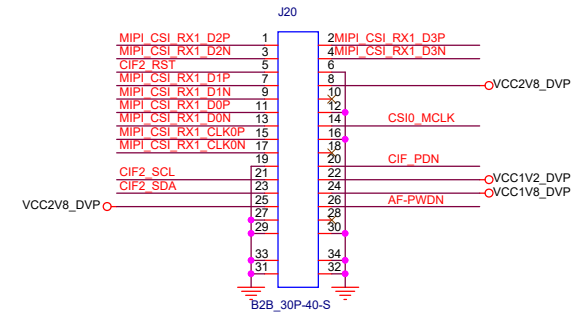 J20
MIPI_CSI_RX1_D2P 1 2 MIPI_CSI_RX1_D3P
MIPI_CSI_RX1_D2N 3 4 MIPI_CSI_RX1_D3N
CIF2_RST 5 6
MIPI_CSI_RX1_D1P 7 8 VCC2V8_DVP
MIPI_CSI_RX1_D1N 9 10
MIPI_CSI_RX1_D0P 11 12
MIPI_CSI_RX1_D0N 13 14 CSI0_MCLK
MIPI_CSI_RX1_CLK0P 15 16
MIPI_CSI_RX1_CLK0N 17 18
19 20 CIF_PDN
CIF2_SCL 21 22 VCC1V2_DVP
CIF2_SDA 23 24 VCC1V8_DVP
VCC2V8_DVP 25 26 AF-PWDN
27 28
29 30
33 34
31 32
B2B_30P-40-S